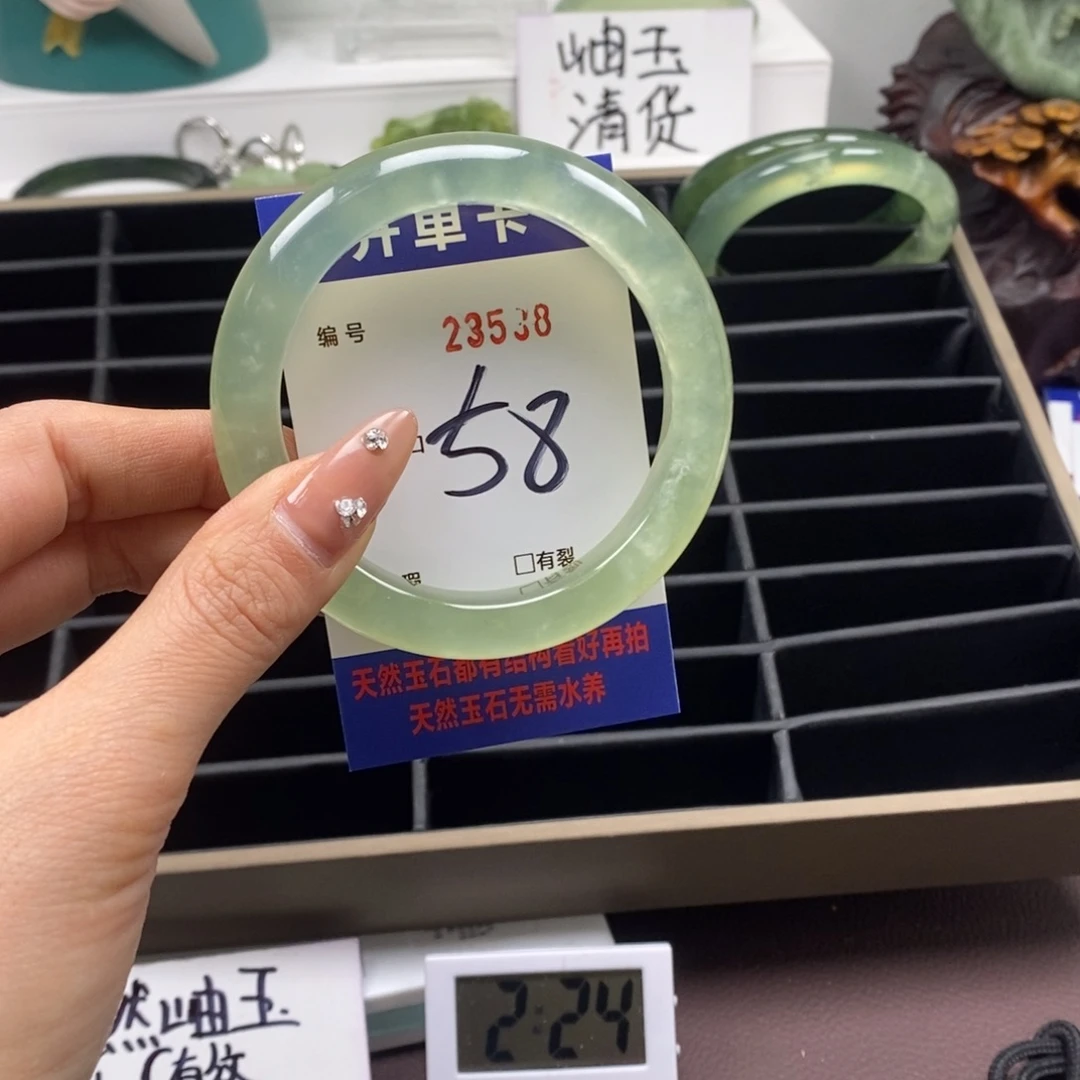 岫玉
清货
开单卡
编号 23538
58
□有裂
天然玉石都有结构看好再拍
天然玉石无需水养
然岫玉
2:24